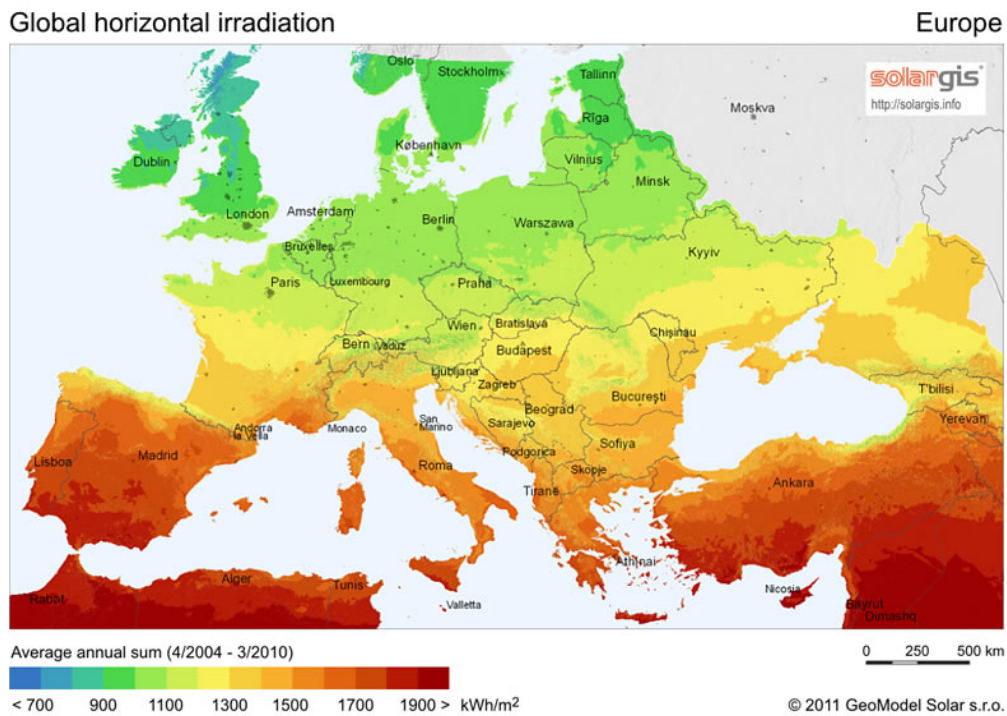 Global horizontal irradiation
Europe
Oslo
Stockholm
Tallinn
solargis
http://solargis.info
Moskva
Rīga
København
Dublin
Vilnius
Minsk
London
Amsterdam
Berlin
Warszawa
Bruxelles
Kyyiv
Paris
Luxembourg
Praha
Wien
Bratislava
Chișinau
Bern
Vaduz
Budapest
Ljubljana
Zagreb
T'bilisi
Beograd
București
Yerevan
Andorra
la Vella
Monaco
San
Marino
Sarajevo
Sofiya
Podgorica
Lisboa
Madrid
Roma
Skopje
Tiranë
Ankara
Athínai
Alger
Tunis
Nicosia
Rabat
Valletta
Bayrut
Dimashq
Average annual sum (4/2004 - 3/2010)
0 250 500 km
< 700 900 1100 1300 1500 1700 1900 > kWh/m²
© 2011 GeoModel Solar s.r.o.